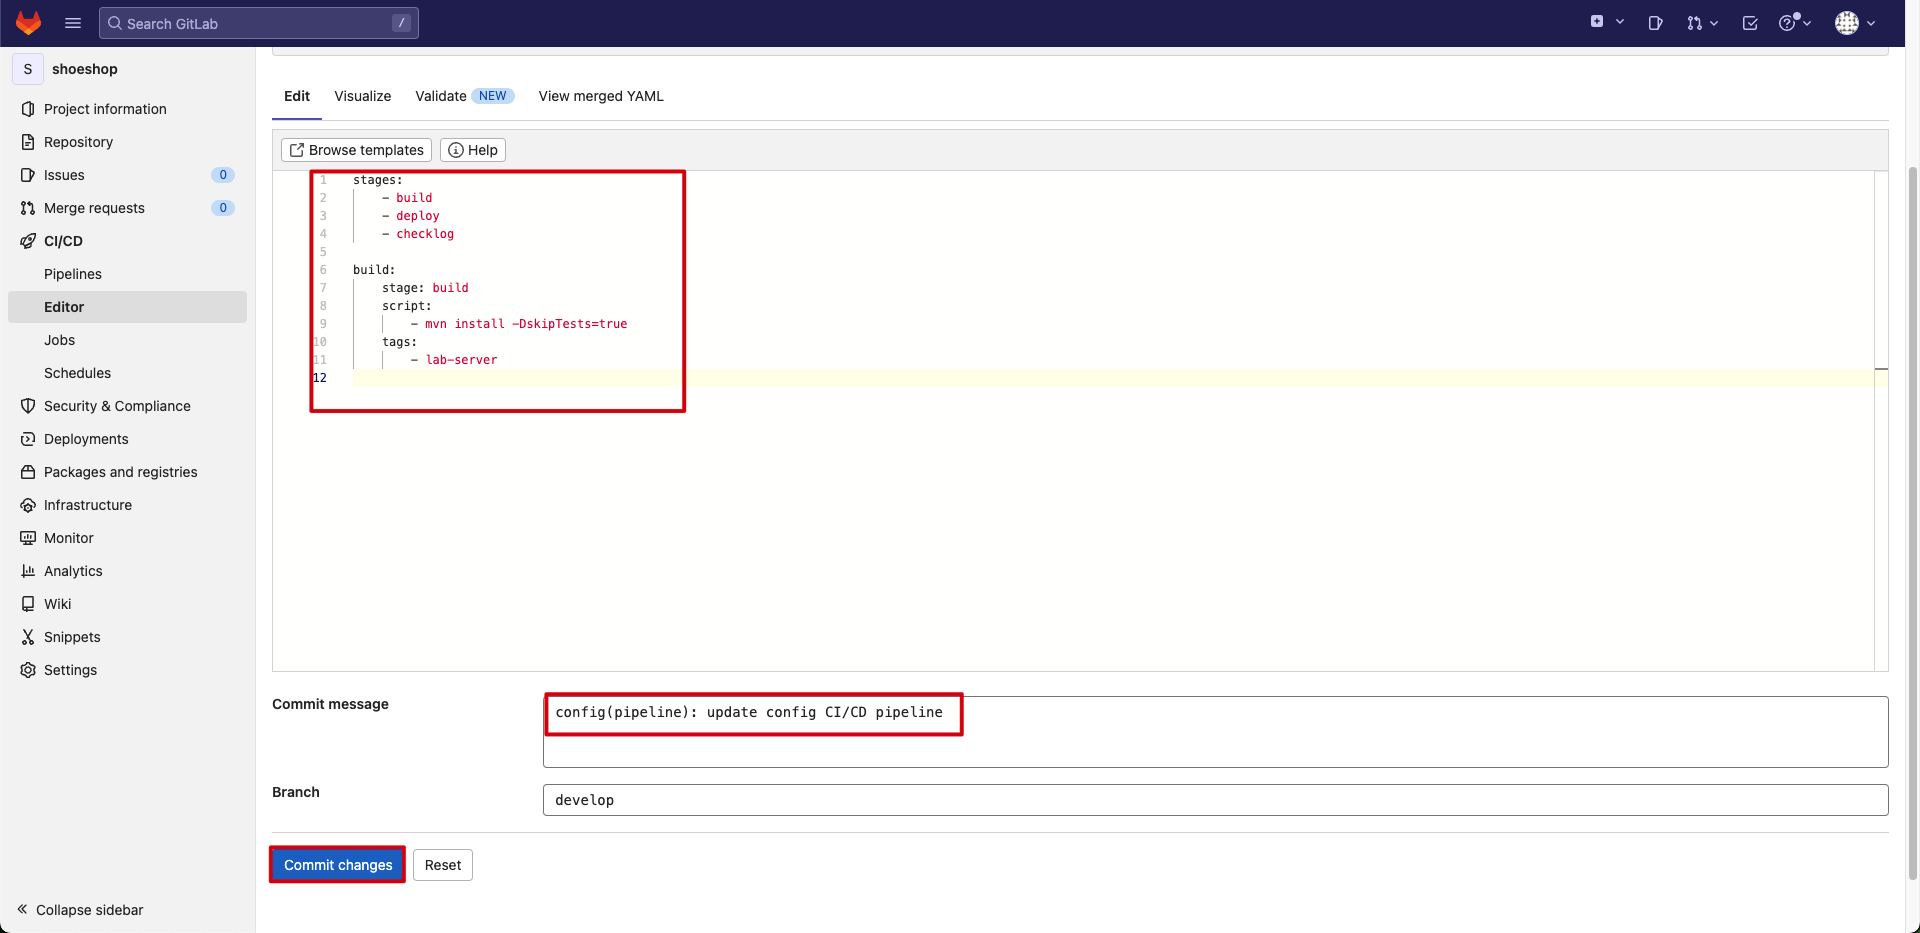 Search GitLab /
S shoeshop
Project information
Repository
Issues 0
Merge requests 0
CI/CD
Pipelines
Editor
Jobs
Schedules
Security & Compliance
Deployments
Packages and registries
Infrastructure
Monitor
Analytics
Wiki
Snippets
Settings
Collapse sidebar
Edit Visualize Validate NEW View merged YAML
Browse templates Help
1 stages:
2 - build
3 - deploy
4 - checklog
5
6 build:
7 stage: build
8 script:
9 - mvn install -DskipTests=true
10 tags:
11 - lab-server
12
Commit message
config(pipeline): update config CI/CD pipeline
Branch
develop
Commit changes Reset